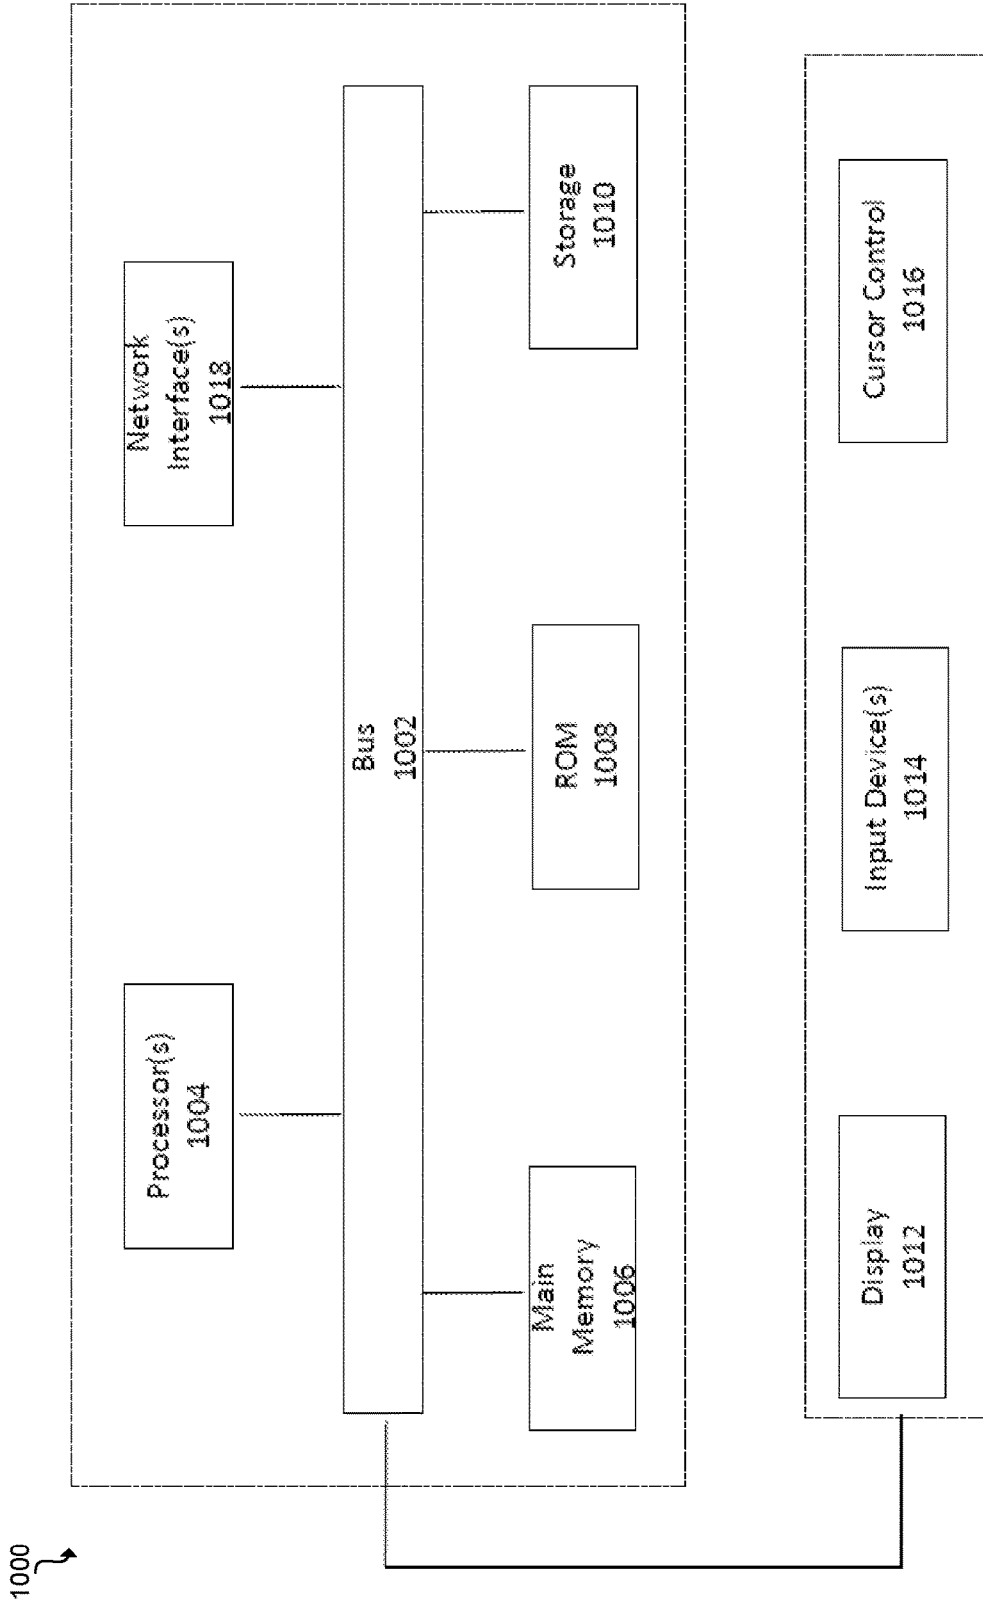 1000
Processor(s)
1004
Network
Interface(s)
1018
Bus
1002
Main
Memory
1006
ROM
1008
Storage
1010
Display
1012
Input Device(s)
1014
Cursor Control
1016